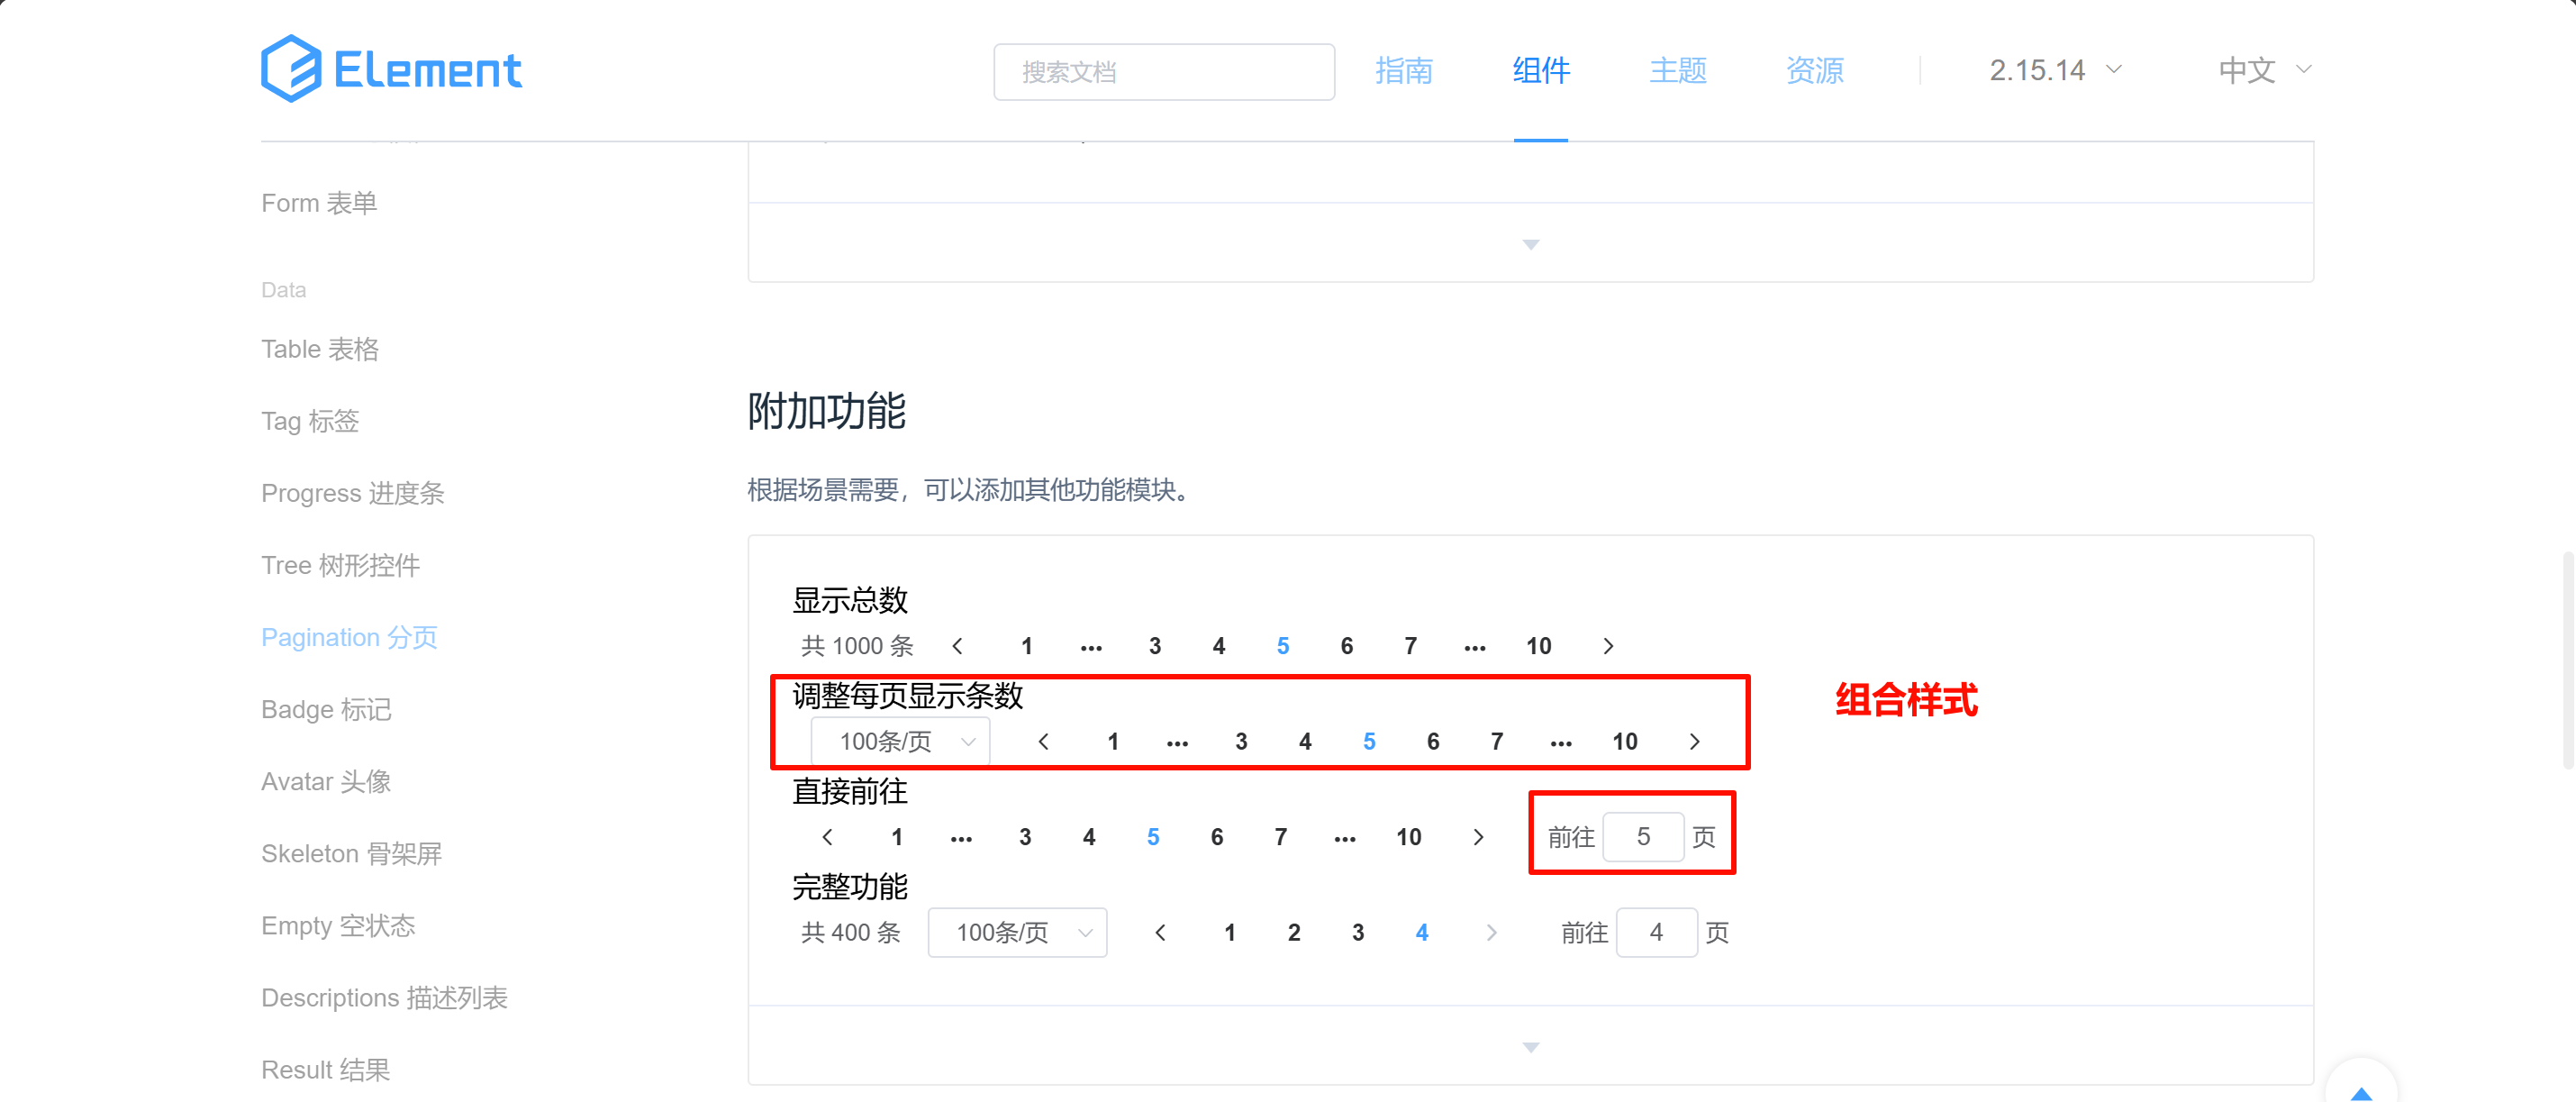 Element
搜索文档
指南
组件
主题
资源
2.15.14
中文
Form 表单
Data
Table 表格
Tag 标签
Progress 进度条
Tree 树形控件
Pagination 分页
Badge 标记
Avatar 头像
Skeleton 骨架屏
Empty 空状态
Descriptions 描述列表
Result 结果
附加功能
根据场景需要，可以添加其他功能模块。
显示总数
共 1000 条 1 ... 3 4 5 6 7 ... 10
调整每页显示条数
100条/页 1 ... 3 4 5 6 7 ... 10
组合样式
直接前往
1 ... 3 4 5 6 7 ... 10 前往 5 页
完整功能
共 400 条 100条/页 1 2 3 4 前往 4 页